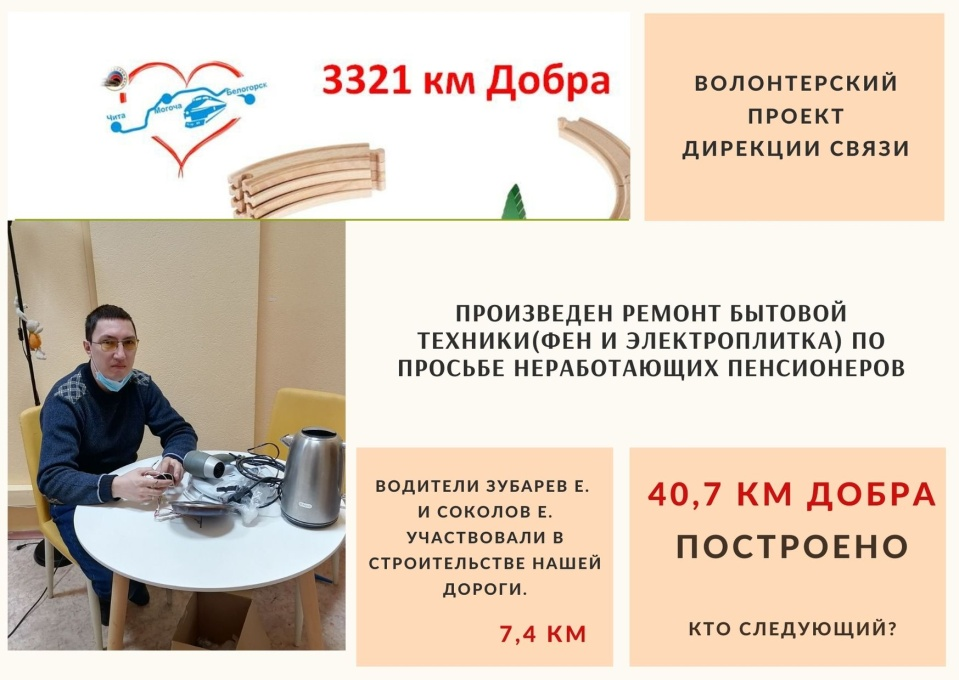 3321 км Добра
Чита
Могоча
Белогорск
ВОЛОНТЕРСКИЙ
ПРОЕКТ
ДИРЕКЦИИ СВЯЗИ
ПРОИЗВЕДЕН РЕМОНТ БЫТОВОЙ
ТЕХНИКИ(ФЕН И ЭЛЕКТРОПЛИТКА) ПО
ПРОСЬБЕ НЕРАБОТАЮЩИХ ПЕНСИОНЕРОВ
ВОДИТЕЛИ ЗУБАРЕВ Е.
И СОКОЛОВ Е.
УЧАСТВОВАЛИ В
СТРОИТЕЛЬСТВЕ НАШЕЙ
ДОРОГИ.
7,4 КМ
40,7 КМ ДОБРА
ПОСТРОЕНО
КТО СЛЕДУЮЩИЙ?